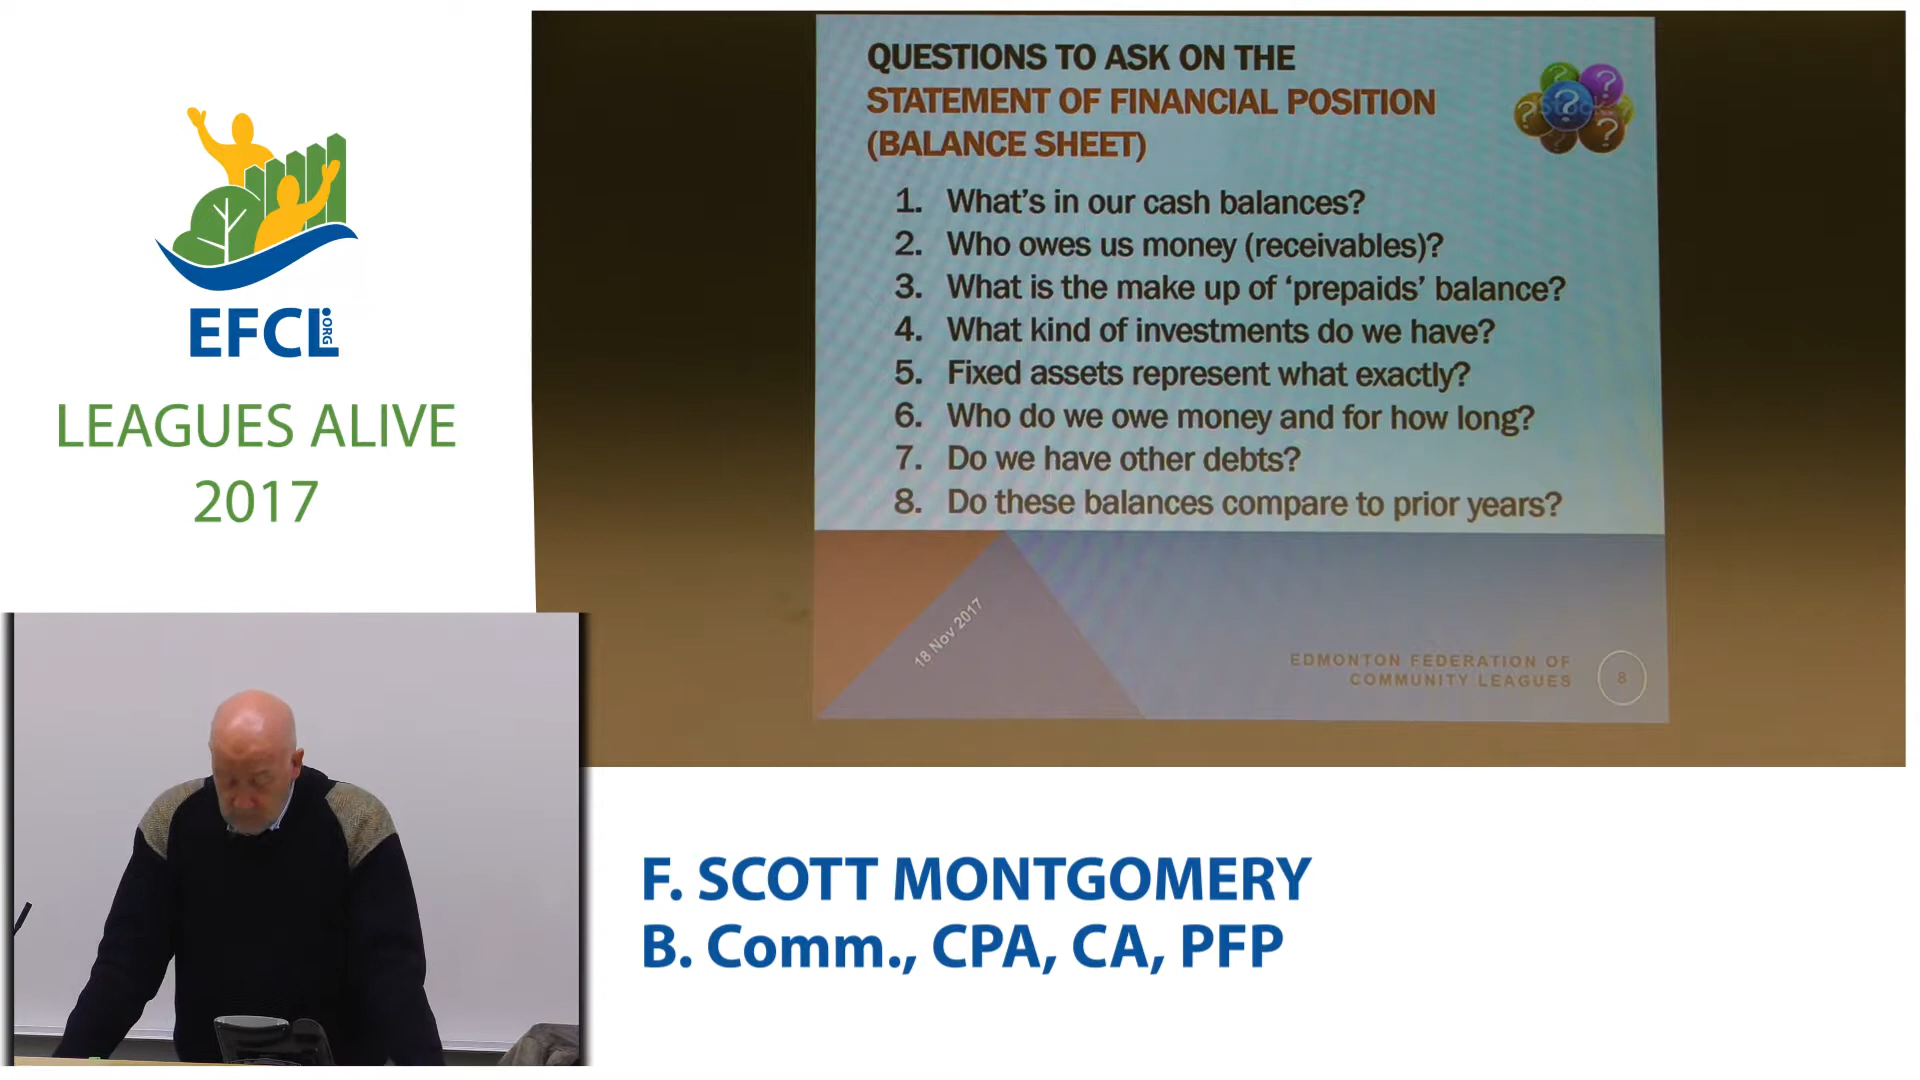 EFCL.ORG
LEAGUES ALIVE
2017
QUESTIONS TO ASK ON THE
STATEMENT OF FINANCIAL POSITION
(BALANCE SHEET)
1. What's in our cash balances?
2. Who owes us money (receivables)?
3. What is the make up of ‘prepaids’ balance?
4. What kind of investments do we have?
5. Fixed assets represent what exactly?
6. Who do we owe money and for how long?
7. Do we have other debts?
8. Do these balances compare to prior years?
18 Nov 2017
EDMONTON FEDERATION OF
COMMUNITY LEAGUES
8
F. SCOTT MONTGOMERY
B. Comm., CPA, CA, PFP